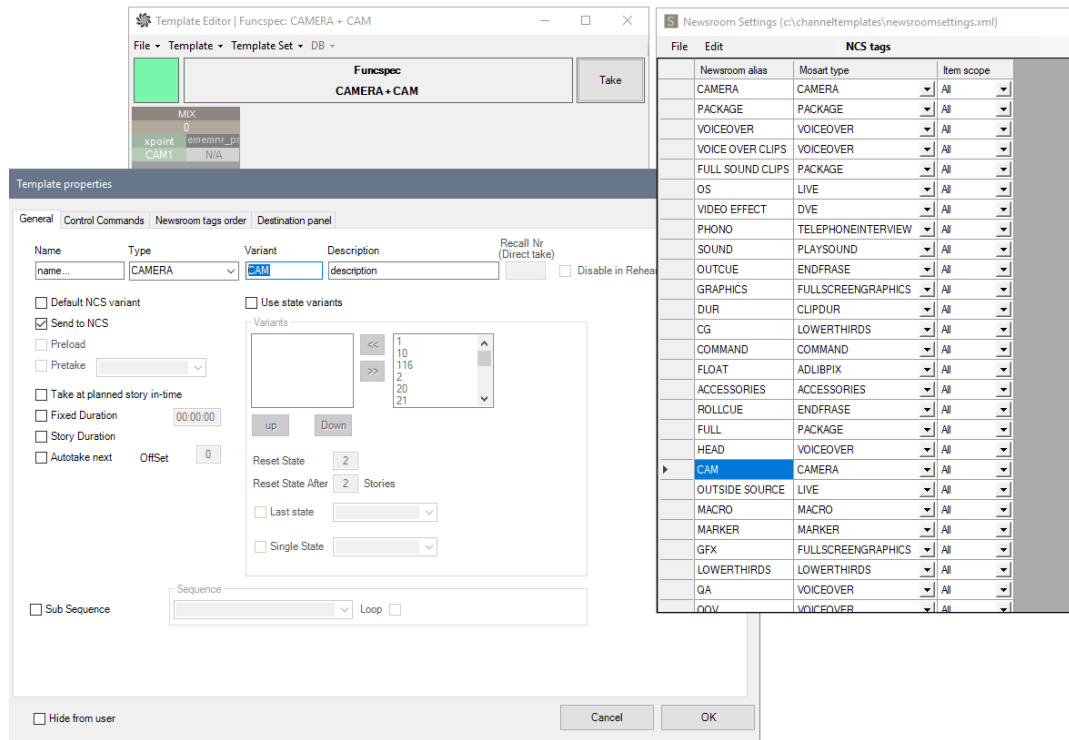 Template Editor | Funcspec: CAMERA + CAM
File Template Template Set DB
Funcspec
CAMERA + CAM
Take
MIX
0
xpoint ememnr_pr
CAM1 N/A
Template properties
General Control Commands Newsroom tags order Destination panel
Name Type Variant Description Recall Nr
(Direct take)
name... CAMERA CAM description Disable in Rehear
Default NCS variant
Send to NCS
Preload
Pretake
Take at planned story in-time
Fixed Duration 00:00:00
Story Duration
Autotake next OffSet 0
Use state variants
Variants
<<
>>
1
10
116
2
20
21
up Down
Reset State 2
Reset State After 2 Stories
Last state
Single State
Sequence
Sub Sequence Loop
Hide from user Cancel OK
S Newsroom Settings (c:\channeltemplates\newsroomsettings.xml)
File Edit NCS tags
Newsroom alias Mosart type Item scope
CAMERA CAMERA All
PACKAGE PACKAGE All
VOICEOVER VOICEOVER All
VOICE OVER CLIPS VOICEOVER All
FULL SOUND CLIPS PACKAGE All
OS LIVE All
VIDEO EFFECT DVE All
PHONO TELEPHONEINTERVIEW All
SOUND PLAYSOUND All
OUTCUE ENDFRASE All
GRAPHICS FULLSCREENGRAPHICS All
DUR CLIPDUR All
CG LOWERTHIRDS All
COMMAND COMMAND All
FLOAT ADLIBPIX All
ACCESSORIES ACCESSORIES All
ROLLCUE ENDFRASE All
FULL PACKAGE All
HEAD VOICEOVER All
CAM CAMERA All
OUTSIDE SOURCE LIVE All
MACRO MACRO All
MARKER MARKER All
GFX FULLSCREENGRAPHICS All
LOWERTHIRDS LOWERTHIRDS All
QA VOICEOVER All
OOV VOICEOVER All